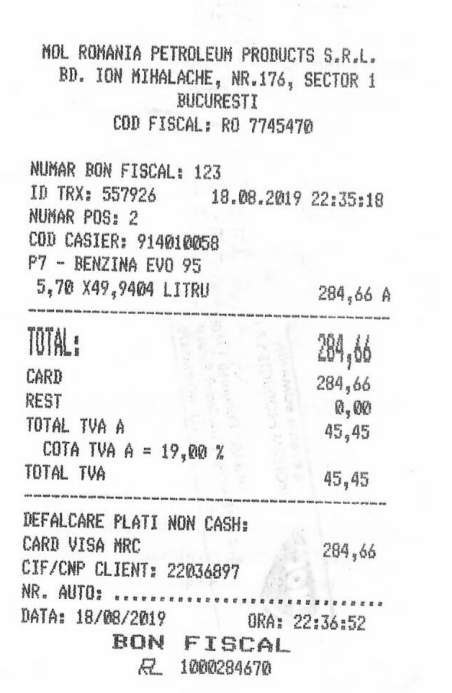 MOL ROMANIA PETROLEUM PRODUCTS S.R.L.
BD. ION MIHALACHE, NR.176, SECTOR 1
BUCURESTI
COD FISCAL: RO 7745470
NUMAR BON FISCAL: 123
ID TRX: 557926 18.08.2019 22:35:18
NUMAR POS: 2
COD CASIER: 914010058
P7 - BENZINA EVO 95
5,70 X49,9404 LITRU 284,66 A
TOTAL: 284,66
CARD 284,66
REST 0,00
TOTAL TVA A 45,45
COTA TVA A = 19,00 %
TOTAL TVA 45,45
DEFALCARE PLATI NON CASH:
CARD VISA MRC 284,66
CIF/CNP CLIENT: 22036897
NR. AUTO: ................................
DATA: 18/08/2019 ORA: 22:36:52
BON FISCAL
1000284670